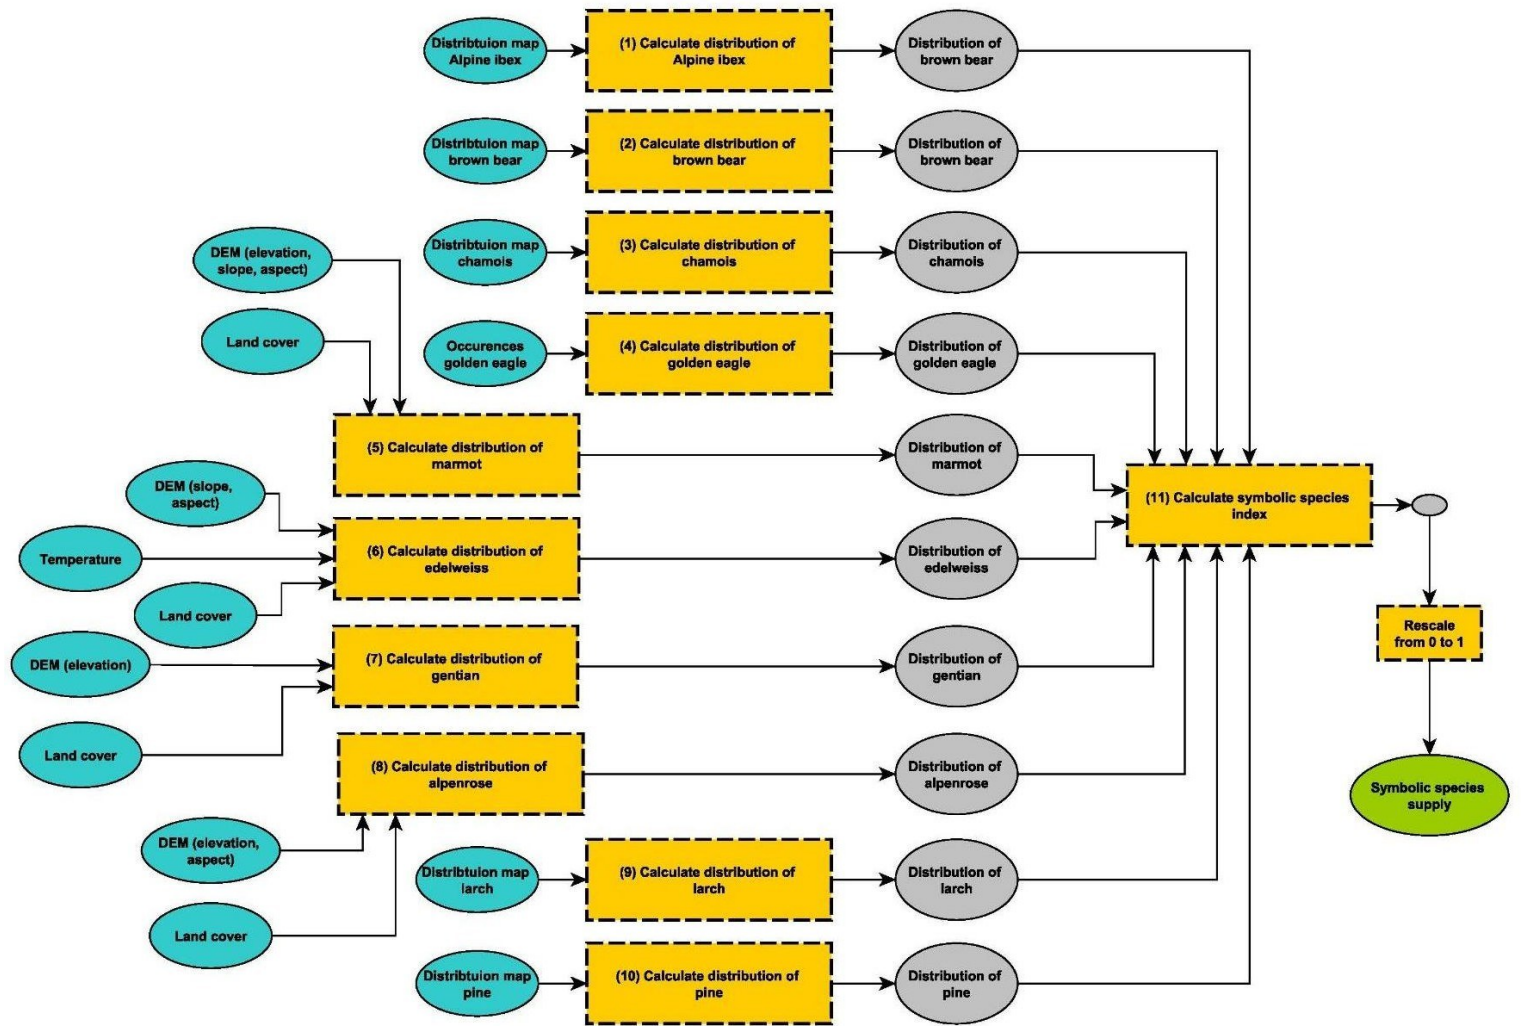 Distribtuion map
Alpine ibex
(1) Calculate distribution of
Alpine ibex
Distribution of
brown bear
Distribtuion map
brown bear
(2) Calculate distribution of
brown bear
Distribution of
brown bear
DEM (elevation,
slope, aspect)
Distribtuion map
chamois
(3) Calculate distribution of
chamois
Distribution of
chamois
Land cover
Occurences
golden eagle
(4) Calculate distribution of
golden eagle
Distribution of
golden eagle
(5) Calculate distribution of
marmot
Distribution of
marmot
DEM (slope,
aspect)
(11) Calculate symbolic species
index
Temperature
(6) Calculate distribution of
edelweiss
Distribution of
edelweiss
Land cover
Rescale
from 0 to 1
DEM (elevation)
(7) Calculate distribution of
gentian
Distribution of
gentian
Land cover
(8) Calculate distribution of
alpenrose
Distribution of
alpenrose
Symbolic species
supply
DEM (elevation,
aspect)
Distribtuion map
larch
(9) Calculate distribution of
larch
Distribution of
larch
Land cover
Distribtuion map
pine
(10) Calculate distribution of
pine
Distribution of
pine